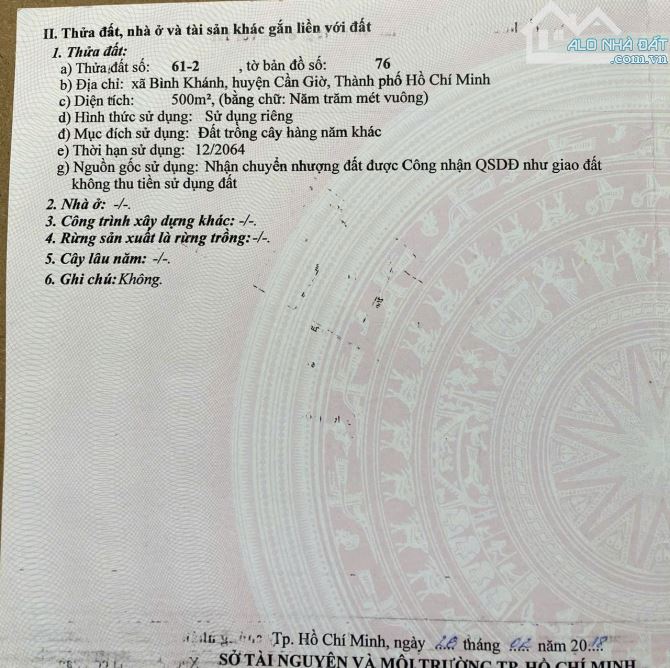 II. Thửa đất, nhà ở và tài sản khác gắn liền với đất
ALO NHÀ ĐẤT
.com.vn
1. Thửa đất:
a) Thửa đất số: 61-2 , tờ bản đồ số: 76
b) Địa chỉ: xã Bình Khánh, huyện Cần Giờ, Thành phố Hồ Chí Minh
c) Diện tích: 500m², (bằng chữ: Năm trăm mét vuông)
d) Hình thức sử dụng: Sử dụng riêng
đ) Mục đích sử dụng: Đất trồng cây hàng năm khác
e) Thời hạn sử dụng: 12/2064
g) Nguồn gốc sử dụng: Nhận chuyển nhượng đất được Công nhận QSDĐ như giao đất
không thu tiền sử dụng đất
2. Nhà ở: -/-.
3. Công trình xây dựng khác: -/-.
4. Rừng sản xuất là rừng trồng: -/-.
5. Cây lâu năm: -/-.
6. Ghi chú: Không.
Tp. Hồ Chí Minh, ngày tháng năm 2018
SỞ TÀI NGUYÊN VÀ MÔI TRƯỜNG TP. HỒ CHÍ MINH